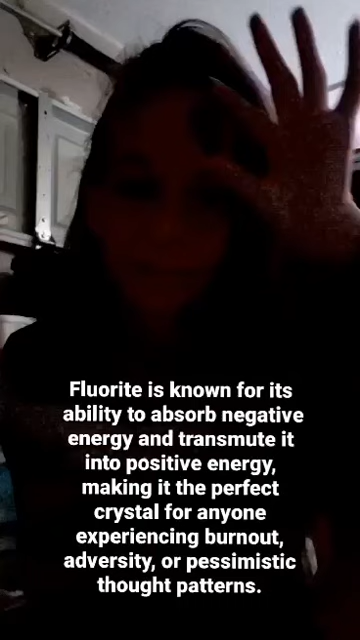 Fluorite is known for its
ability to absorb negative
energy and transmute it
into positive energy,
making it the perfect
crystal for anyone
experiencing burnout,
adversity, or pessimistic
thought patterns.